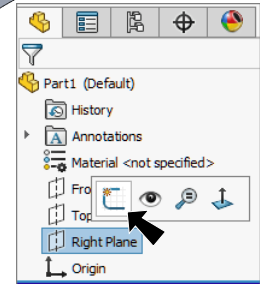 Part1 (Default)
History
Annotations
Material <not specified>
Fro
Top
Right Plane
Origin